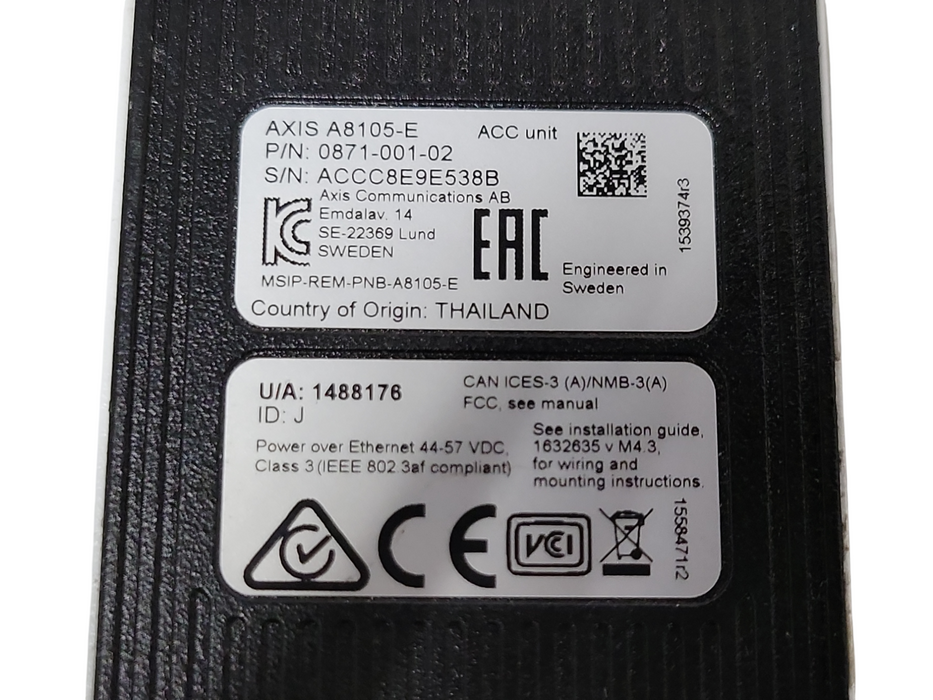 AXIS A8105-E
ACC unit
P/N: 0871-001-02
S/N: ACCC8E9E538B
Axis Communications AB
Emdalav. 14
SE-22369 Lund
SWEDEN
EAC
MSIP-REM-PNB-A8105-E
Engineered in
Sweden
1539374r3
Country of Origin: THAILAND
U/A: 1488176
ID: J
CAN ICES-3 (A)/NMB-3(A)
FCC, see manual
Power over Ethernet 44-57 VDC,
Class 3 (IEEE 802.3af compliant)
See installation guide,
1632635 v M4.3,
for wiring and
mounting instructions.
CE
VCI
1558471r2